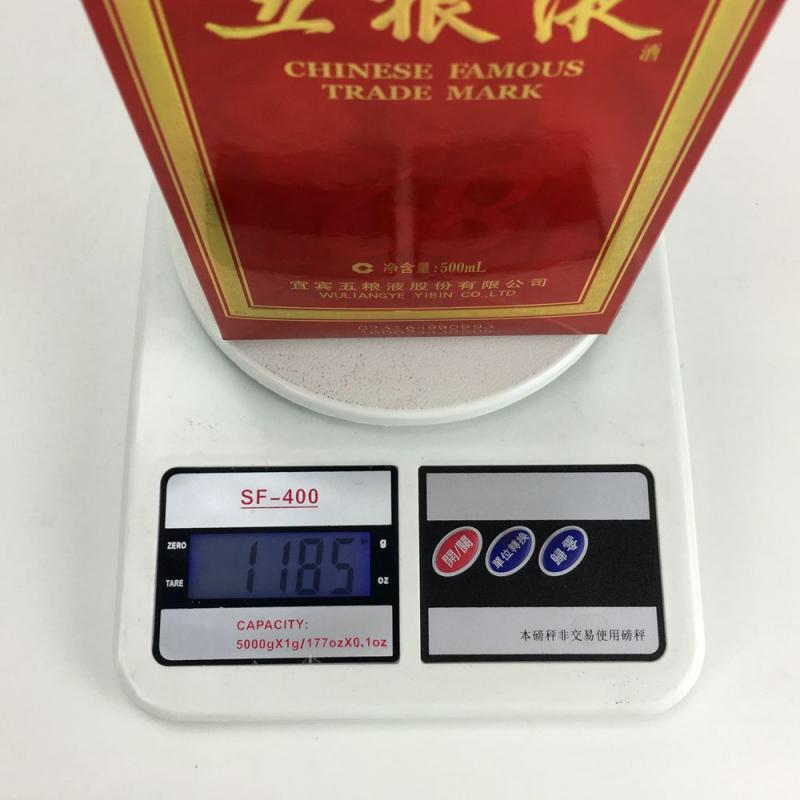 五粮液
酒
CHINESE FAMOUS
TRADE MARK
净含量:500mL
宜宾五粮液股份有限公司
WULIANGYE YIBIN CO.,LTD.
SF-400
ZERO
g
1185
TARE
oz
CAPACITY:
5000gX1g/177ozX0.1oz
開/關
單位轉換
歸零
本磅秤非交易使用磅秤